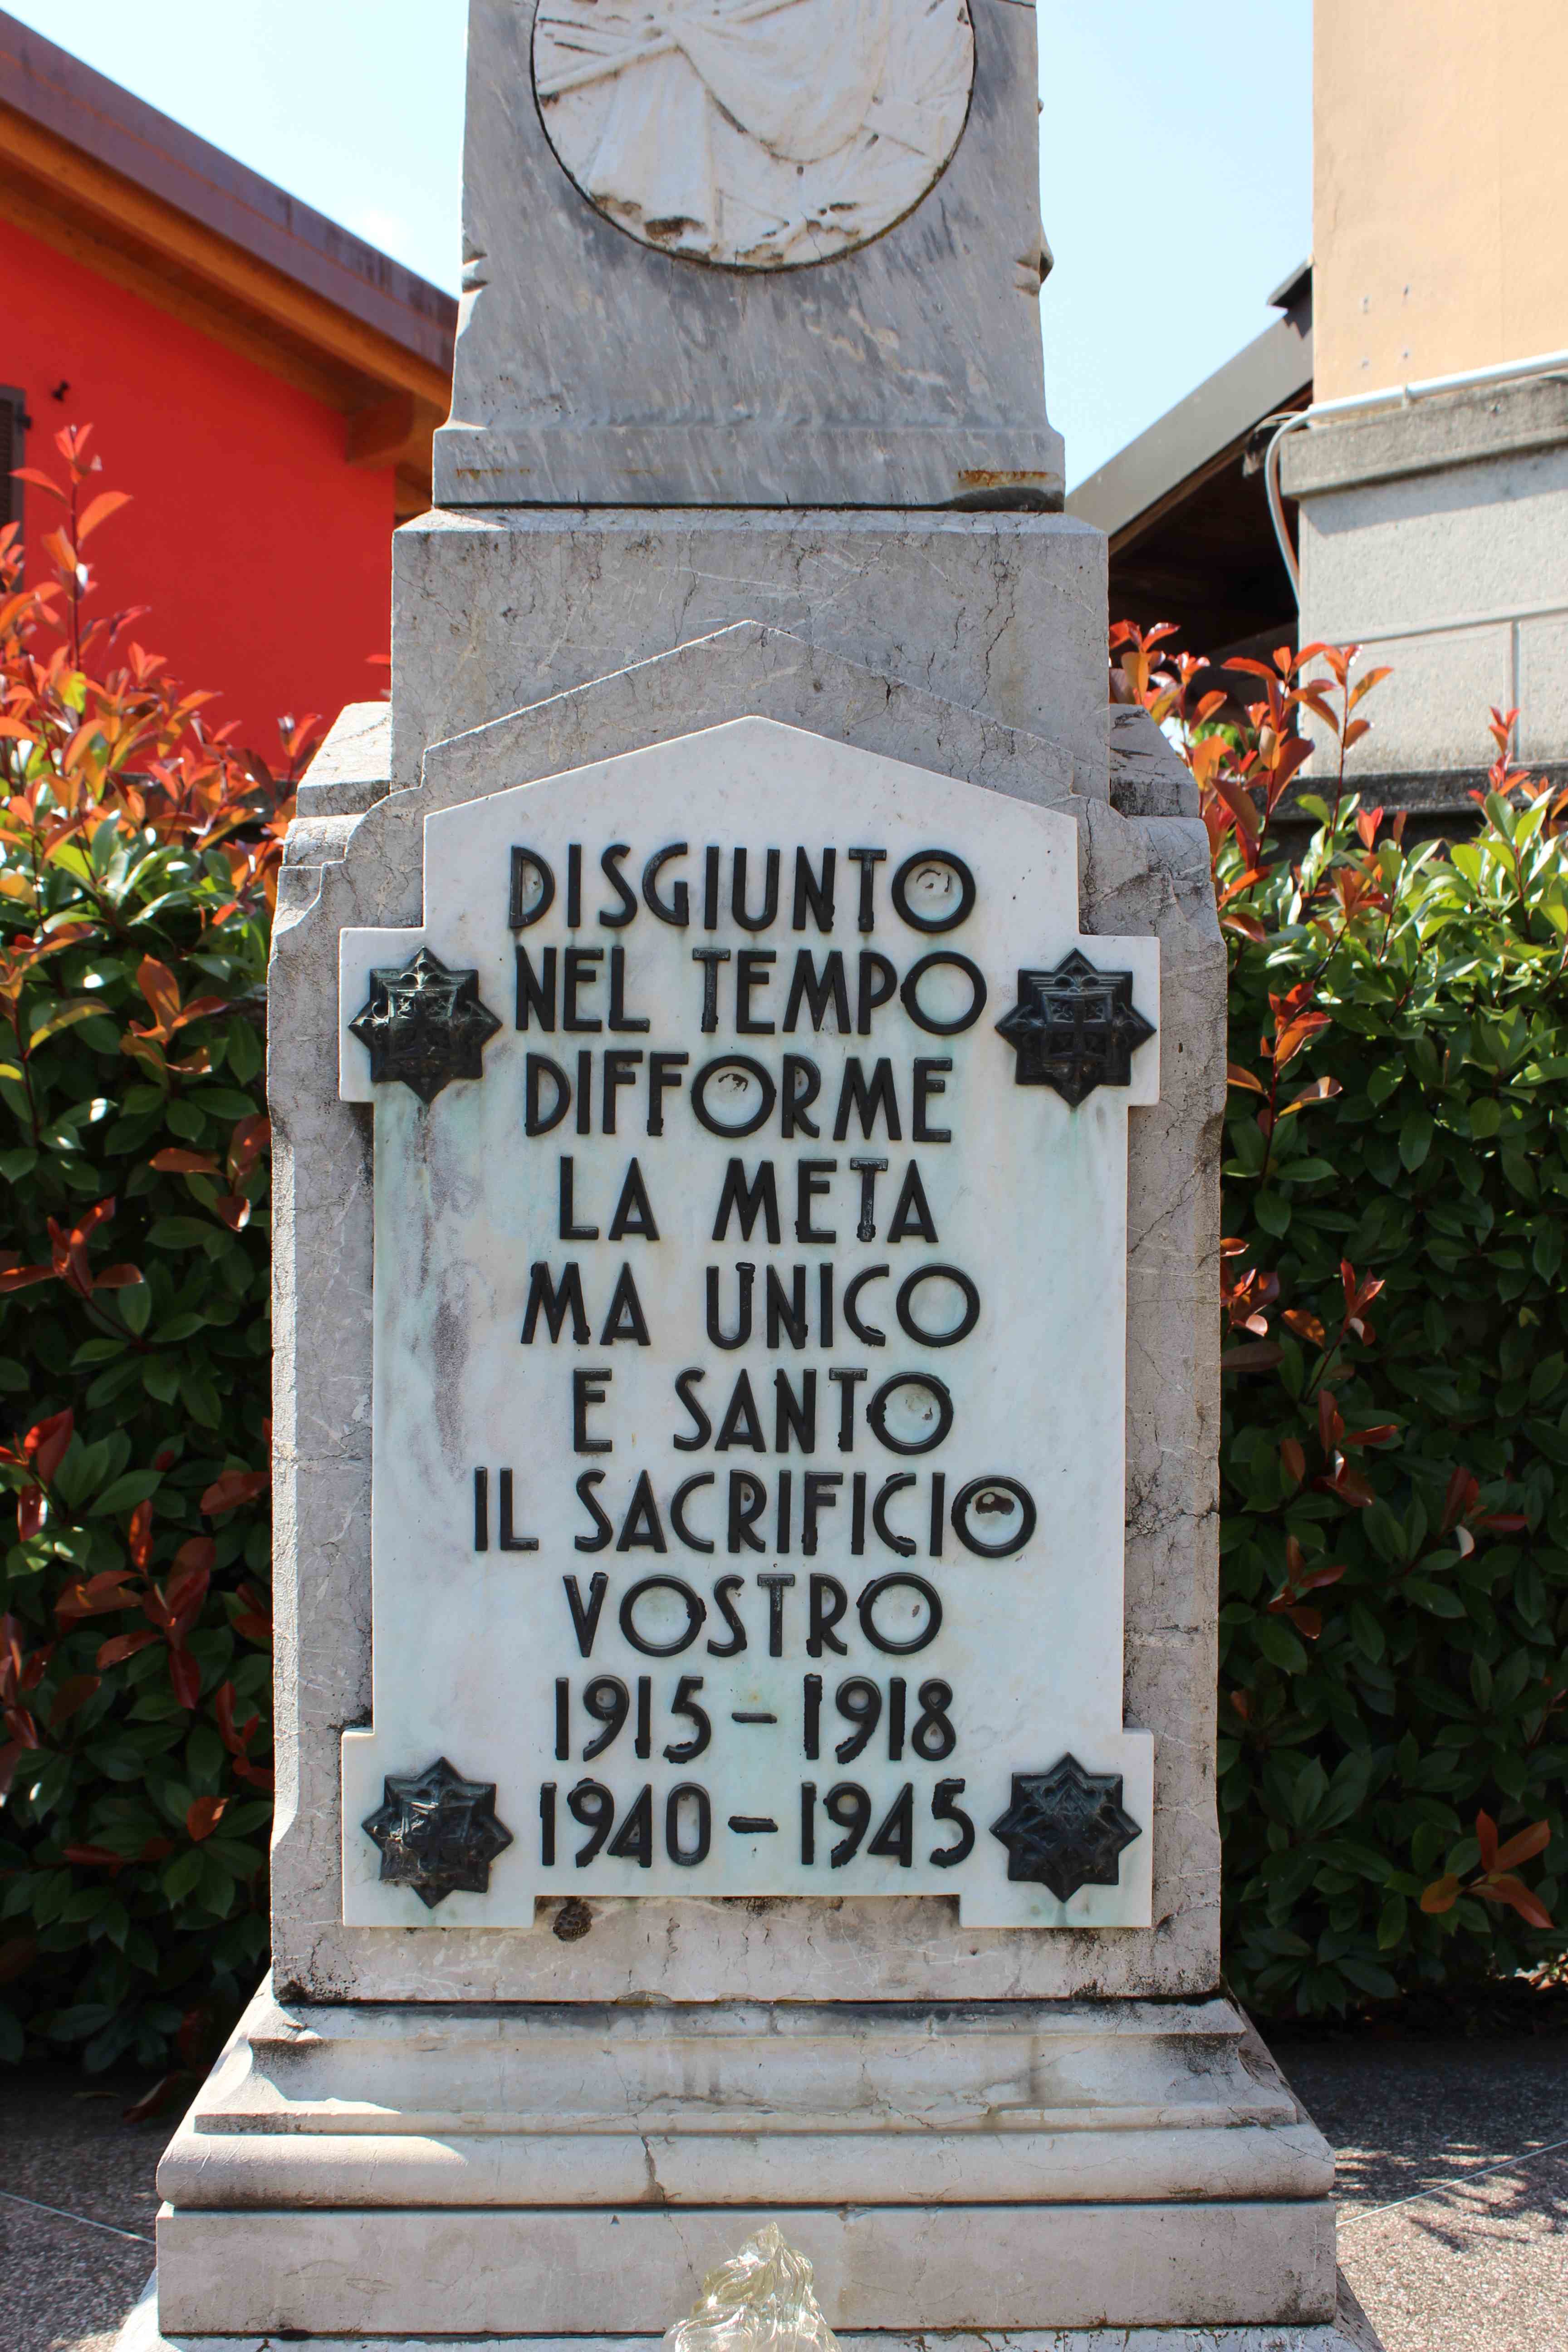 DISGIUNTO
NEL TEMPO
DIFFORME
LA META
MA UNICO
E SANTO
IL SACRIFICIO
VOSTRO
1915-1918
1940-1945